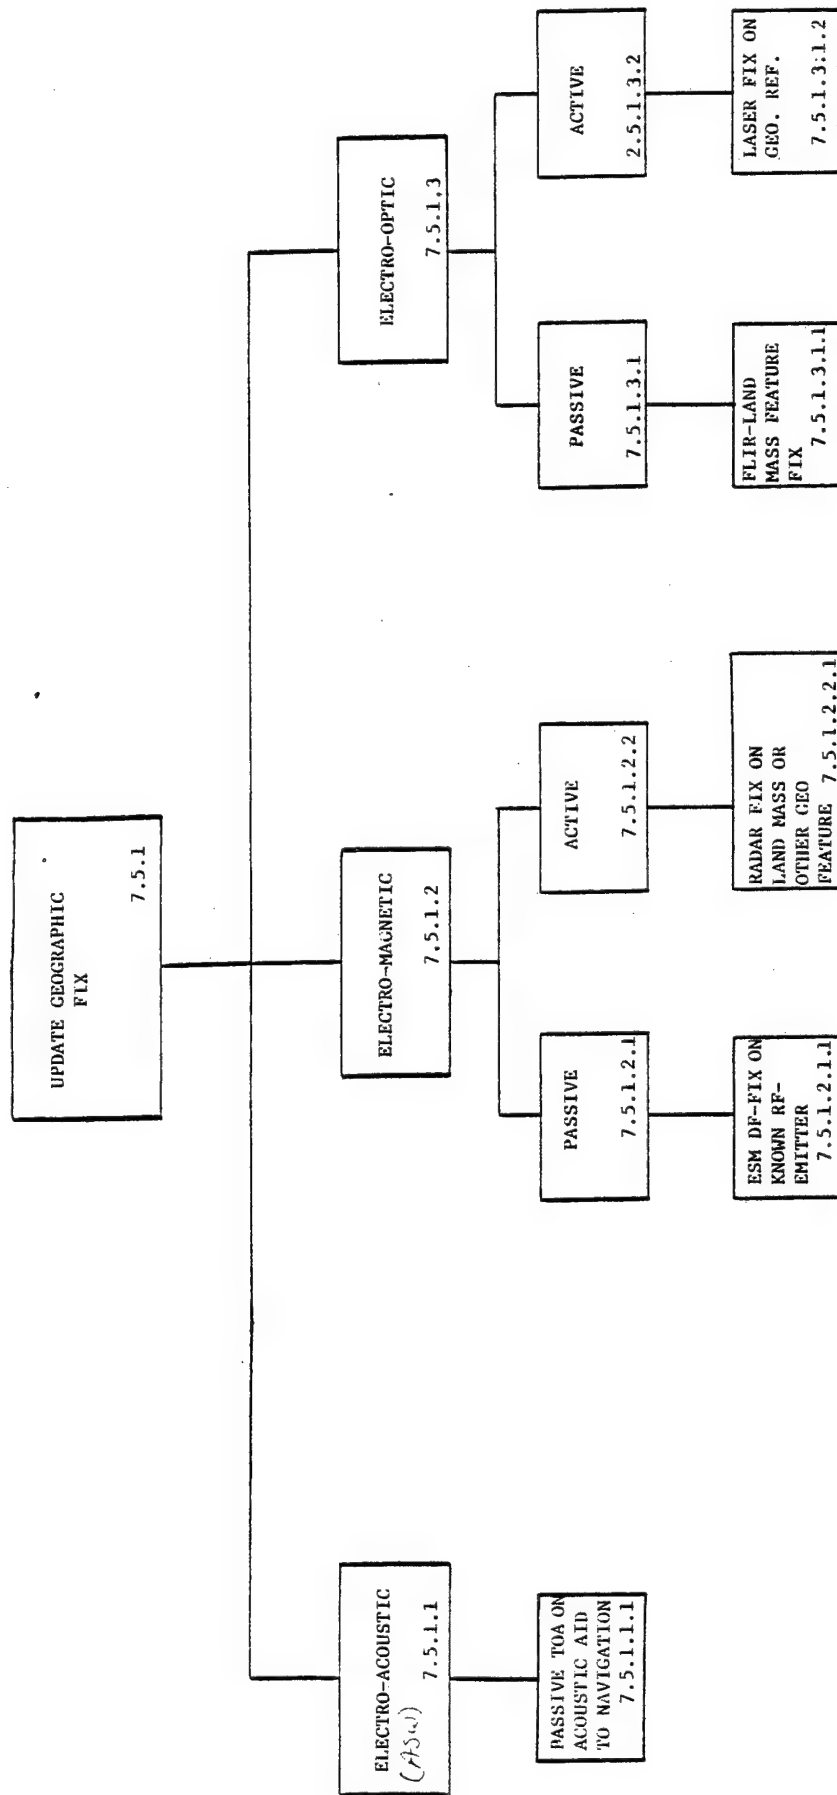 UPDATE GEOGRAPHIC
FIX
7.5.1
ELECTRO-ACOUSTIC
(ASW)
7.5.1.1
PASSIVE TOA ON
ACOUSTIC AID
TO NAVIGATION
7.5.1.1.1
ELECTRO-MAGNETIC
7.5.1.2
PASSIVE
7.5.1.2.1
ESM DF-FIX ON
KNOWN RF-
EMITTER
7.5.1.2.1.1
ACTIVE
7.5.1.2.2
RADAR FIX ON
LAND MASS OR
OTHER GEO
FEATURE 7.5.1.2.2.1
ELECTRO-OPTIC
7.5.1.3
PASSIVE
7.5.1.3.1
FLIR-LAND
MASS FEATURE
FIX
7.5.1.3.1.1
ACTIVE
2.5.1.3.2
LASER FIX ON
GEO. REF.
7.5.1.3:1.2